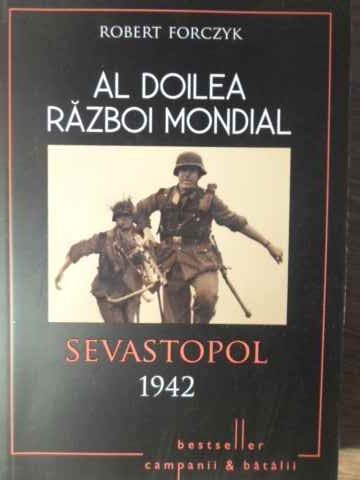 ROBERT FORCZYK
AL DOILEA
RĂZBOI MONDIAL
SEVASTOPOL
1942
bestseller
campanii & bătălii